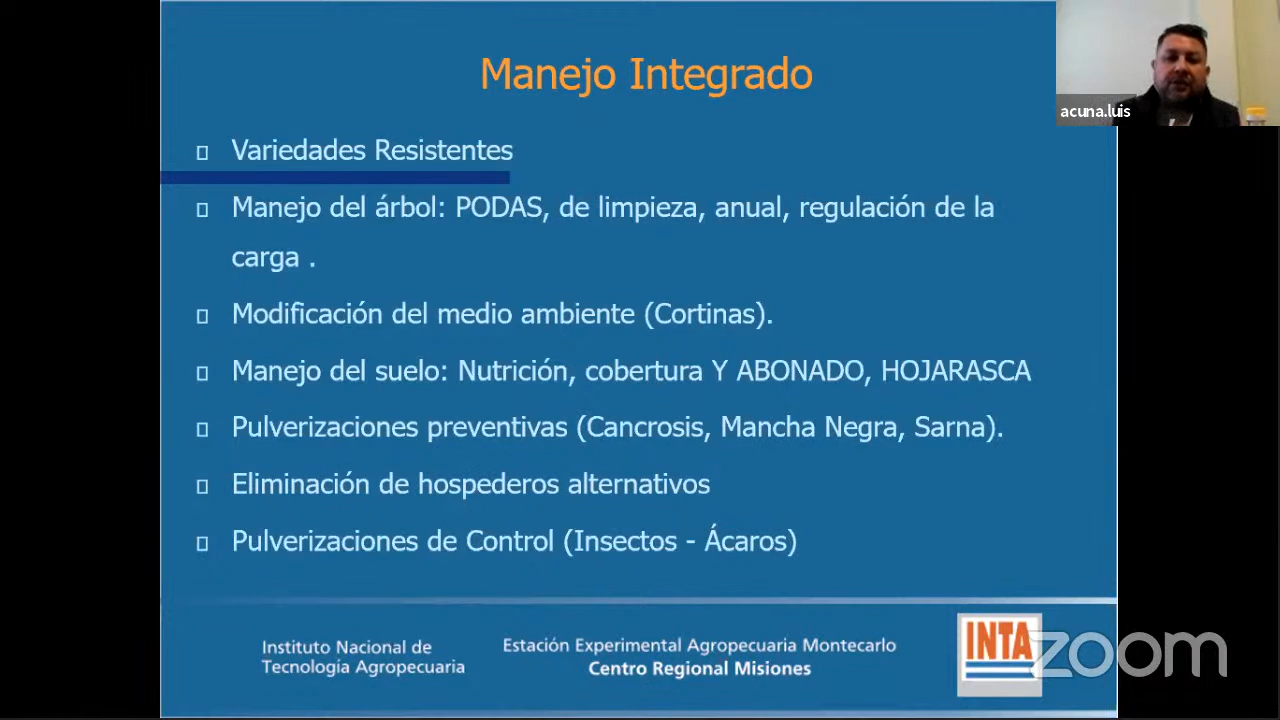 Manejo Integrado
acuna.luis
Variedades Resistentes
Manejo del árbol: PODAS, de limpieza, anual, regulación de la
carga .
Modificación del medio ambiente (Cortinas).
Manejo del suelo: Nutrición, cobertura Y ABONADO, HOJARASCA
Pulverizaciones preventivas (Cancrosis, Mancha Negra, Sarna).
Eliminación de hospederos alternativos
Pulverizaciones de Control (Insectos - Ácaros)
Instituto Nacional de
Tecnología Agropecuaria
Estación Experimental Agropecuaria Montecarlo
Centro Regional Misiones
INTA
zoom